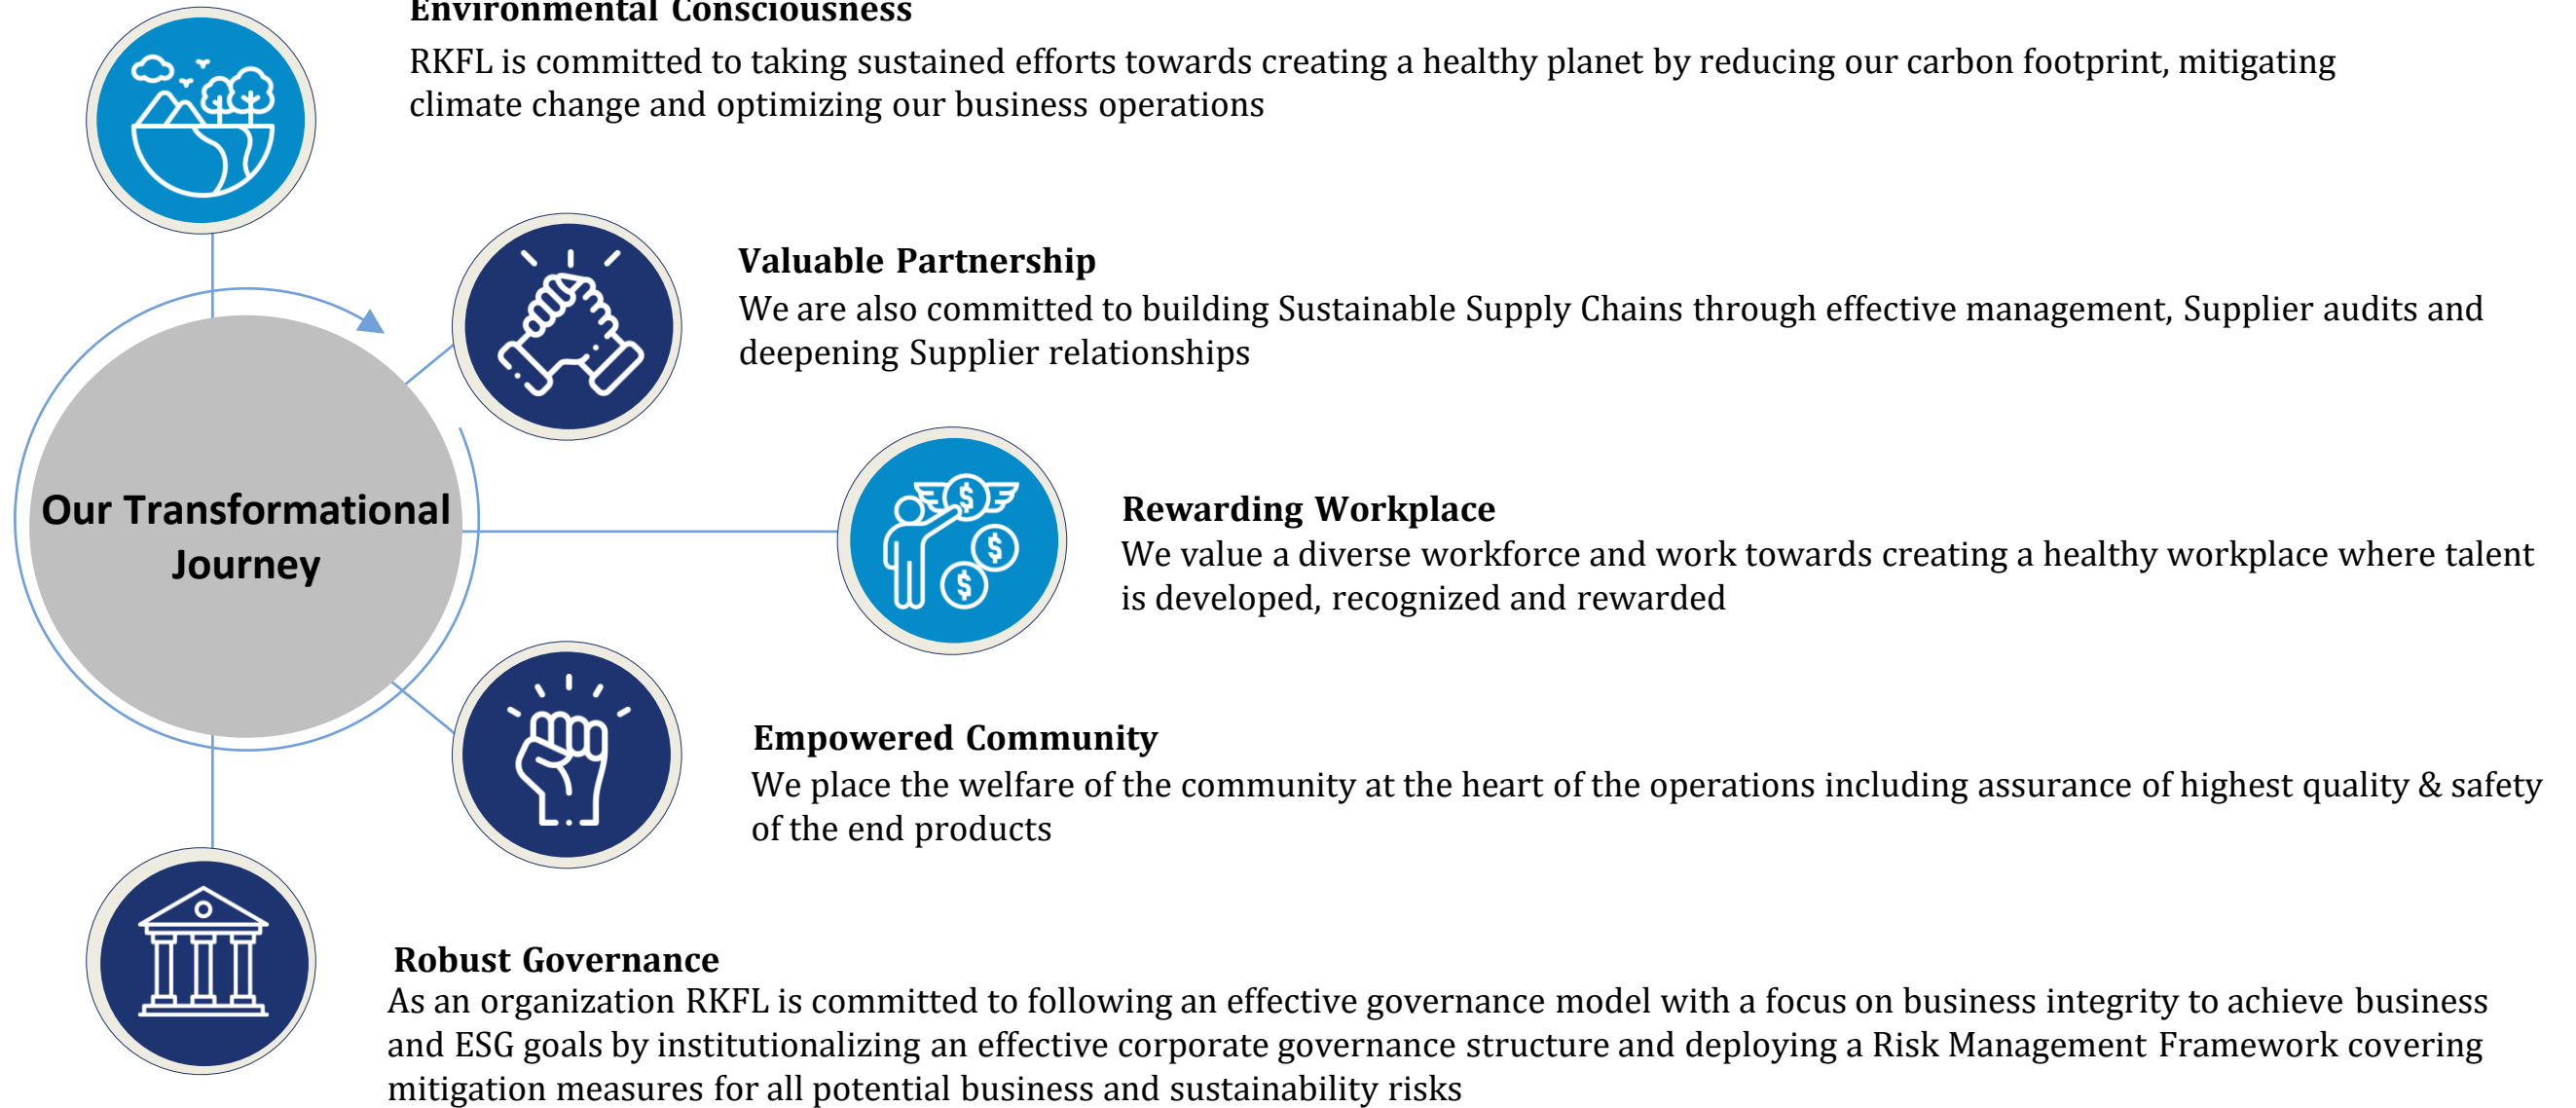 Environmental Consciousness
RKFL is committed to taking sustained efforts towards creating a healthy planet by reducing our carbon footprint, mitigating
climate change and optimizing our business operations
Valuable Partnership
We are also committed to building Sustainable Supply Chains through effective management, Supplier audits and
deepening Supplier relationships
Our Transformational
Journey
Rewarding Workplace
We value a diverse workforce and work towards creating a healthy workplace where talent
is developed, recognized and rewarded
Empowered Community
We place the welfare of the community at the heart of the operations including assurance of highest quality & safety
of the end products
Robust Governance
As an organization RKFL is committed to following an effective governance model with a focus on business integrity to achieve business
and ESG goals by institutionalizing an effective corporate governance structure and deploying a Risk Management Framework covering
mitigation measures for all potential business and sustainability risks